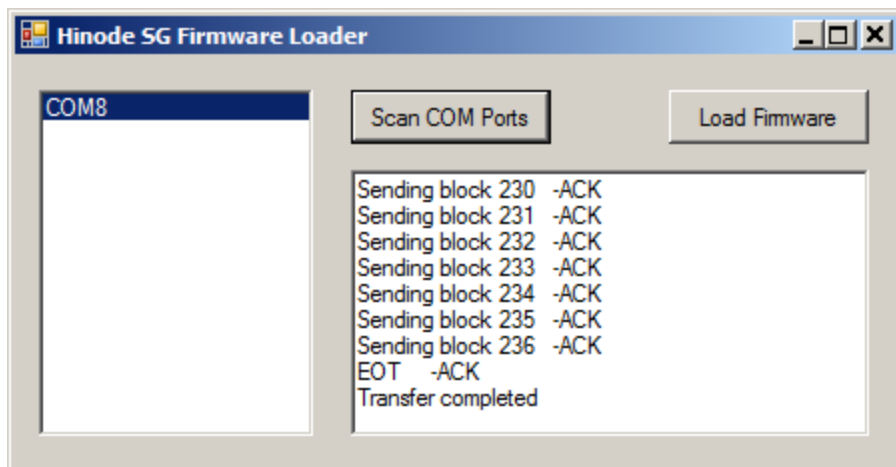 Hinode SG Firmware Loader
COM8
Scan COM Ports
Load Firmware
Sending block 230 -ACK
Sending block 231 -ACK
Sending block 232 -ACK
Sending block 233 -ACK
Sending block 234 -ACK
Sending block 235 -ACK
Sending block 236 -ACK
EOT -ACK
Transfer completed